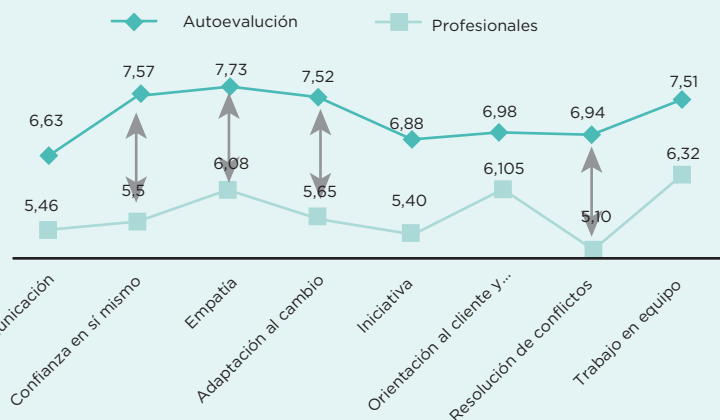 Autoevalución
Profesionales
6,63
7,57
7,73
7,52
6,88
6,98
6,94
7,51
5,46
5,5
6,08
5,65
5,40
6,105
5,10
6,32
Confianza en sí mismo
Empatía
Adaptación al cambio
Iniciativa
Orientación al cliente y...
Resolución de conflictos
Trabajo en equipo